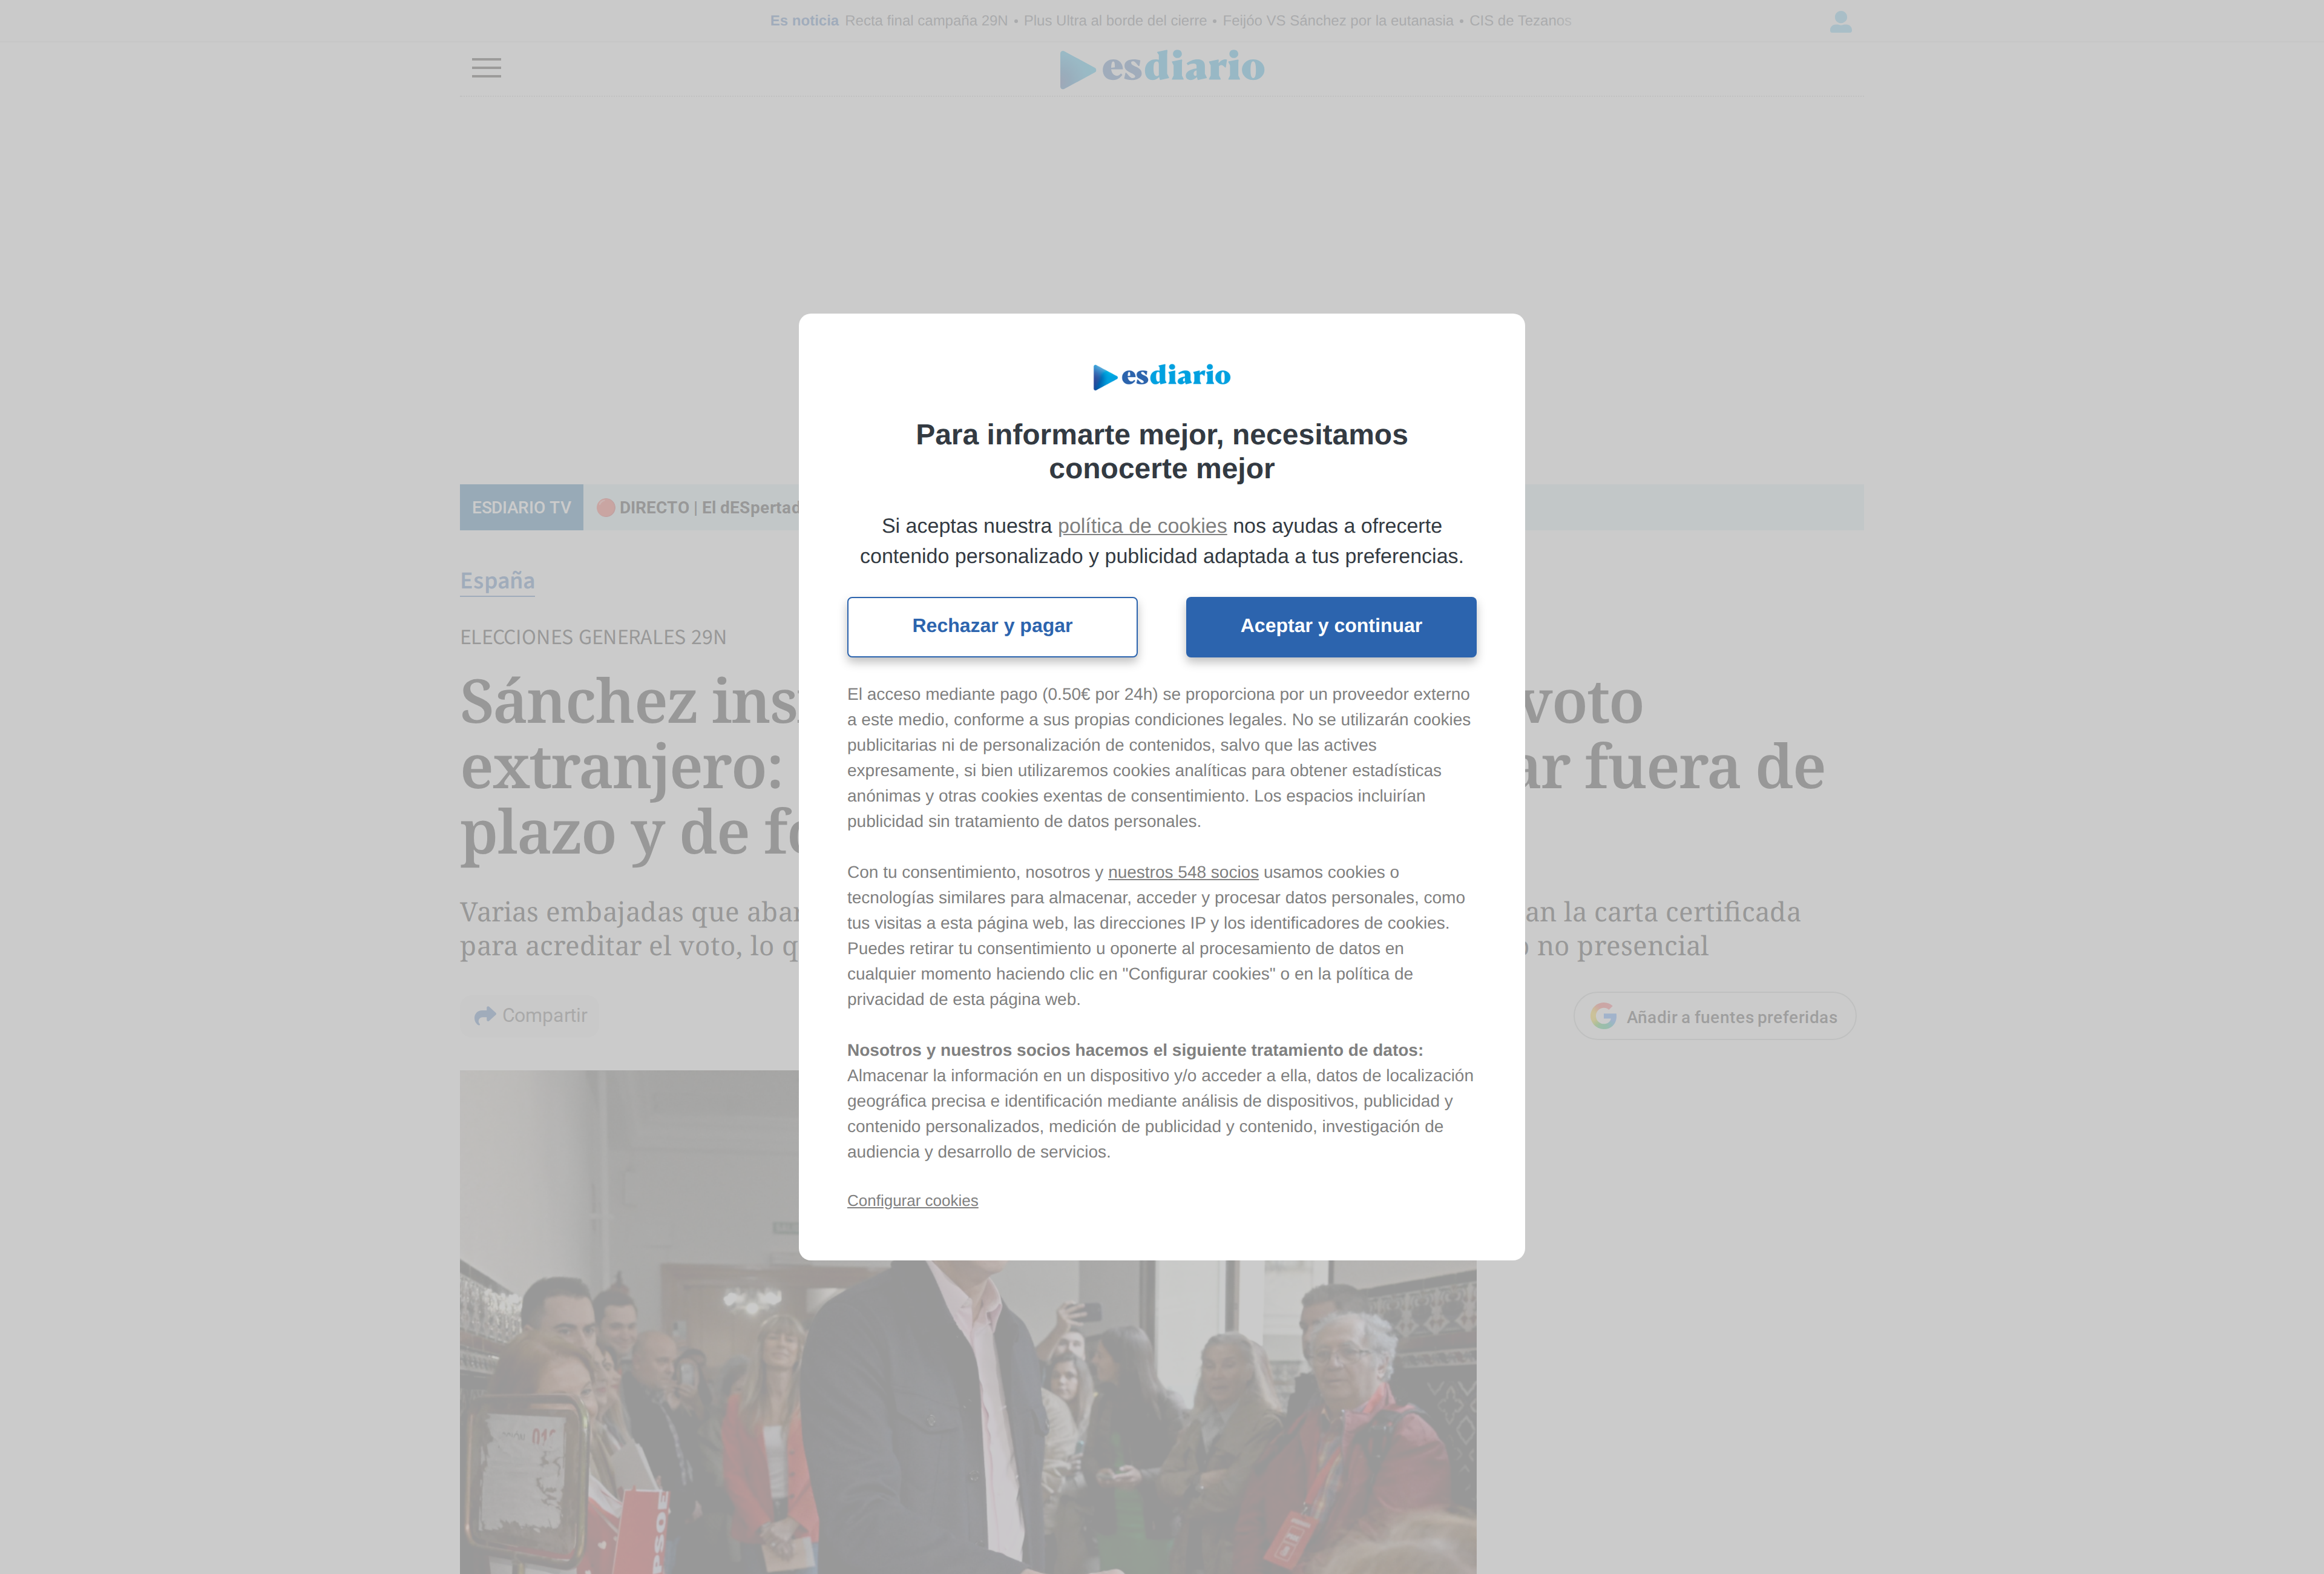 Es noticia Recta final campaña 29N • Plus Ultra al borde del cierre • Feijóo VS Sánchez por la eutanasia • CIS de Tezanos
esdiario
esdiario
Para informarte mejor, necesitamos
conocerte mejor
Si aceptas nuestra política de cookies nos ayudas a ofrecerte
contenido personalizado y publicidad adaptada a tus preferencias.
Rechazar y pagar
Aceptar y continuar
El acceso mediante pago (0.50€ por 24h) se proporciona por un proveedor externo
a este medio, conforme a sus propias condiciones legales. No se utilizarán cookies
publicitarias ni de personalización de contenidos, salvo que las actives
expresamente, si bien utilizaremos cookies analíticas para obtener estadísticas
anónimas y otras cookies exentas de consentimiento. Los espacios incluirían
publicidad sin tratamiento de datos personales.
Con tu consentimiento, nosotros y nuestros 548 socios usamos cookies o
tecnologías similares para almacenar, acceder y procesar datos personales, como
tus visitas a esta página web, las direcciones IP y los identificadores de cookies.
Puedes retirar tu consentimiento u oponerte al procesamiento de datos en
cualquier momento haciendo clic en "Configurar cookies" o en la política de
privacidad de esta página web.
Nosotros y nuestros socios hacemos el siguiente tratamiento de datos:
Almacenar la información en un dispositivo y/o acceder a ella, datos de localización
geográfica precisa e identificación mediante análisis de dispositivos, publicidad y
contenido personalizados, medición de publicidad y contenido, investigación de
audiencia y desarrollo de servicios.
Configurar cookies
ESDIARIO TV
DIRECTO | El dESpertad
España
ELECCIONES GENERALES 29N
Sánchez ins voto
extranjero: ar fuera de
plazo y de fo
Varias embajadas que abar an la carta certificada
para acreditar el voto, lo q no presencial
Compartir
Añadir a fuentes preferidas
PSOE